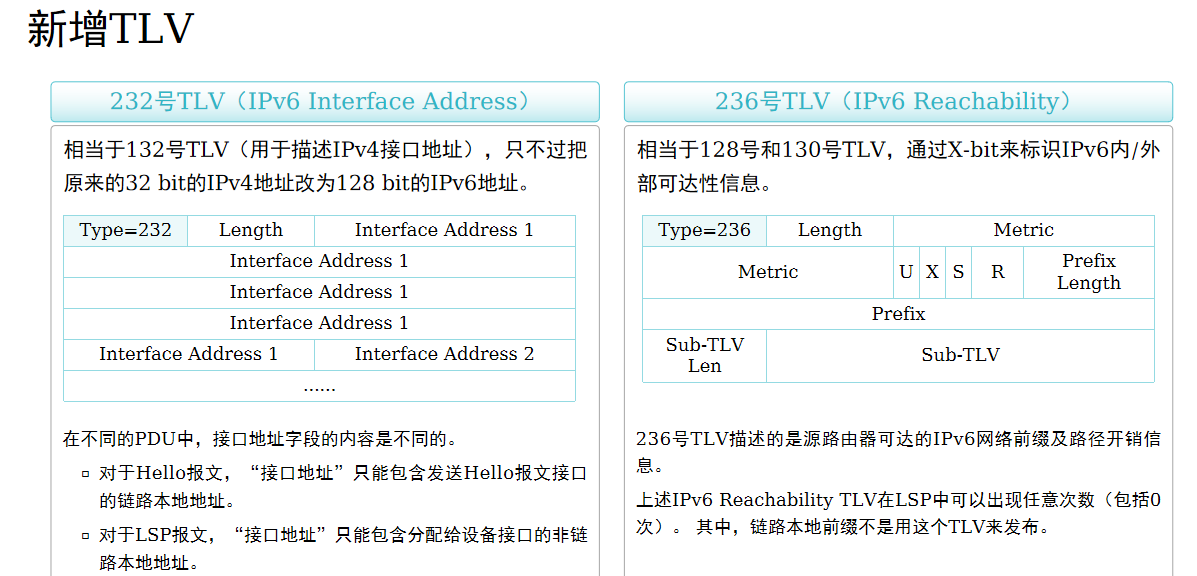 新增TLV
232号TLV（IPv6 Interface Address）
相当于132号TLV（用于描述IPv4接口地址），只不过把
原来的32 bit的IPv4地址改为128 bit的IPv6地址。
Type=232 Length Interface Address 1
Interface Address 1
Interface Address 1
Interface Address 1
Interface Address 1 Interface Address 2
......
在不同的PDU中，接口地址字段的内容是不同的。
▫ 对于Hello报文，“接口地址”只能包含发送Hello报文接口
的链路本地地址。
▫ 对于LSP报文，“接口地址”只能包含分配给设备接口的非链
路本地地址。
236号TLV（IPv6 Reachability）
相当于128号和130号TLV，通过X-bit来标识IPv6内/外
部可达性信息。
Type=236 Length Metric
Metric U X S R Prefix
Length
Prefix
Sub-TLV
Len Sub-TLV
236号TLV描述的是源路由器可达的IPv6网络前缀及路径开销信
息。
上述IPv6 Reachability TLV在LSP中可以出现任意次数（包括0
次）。 其中，链路本地前缀不是用这个TLV来发布。